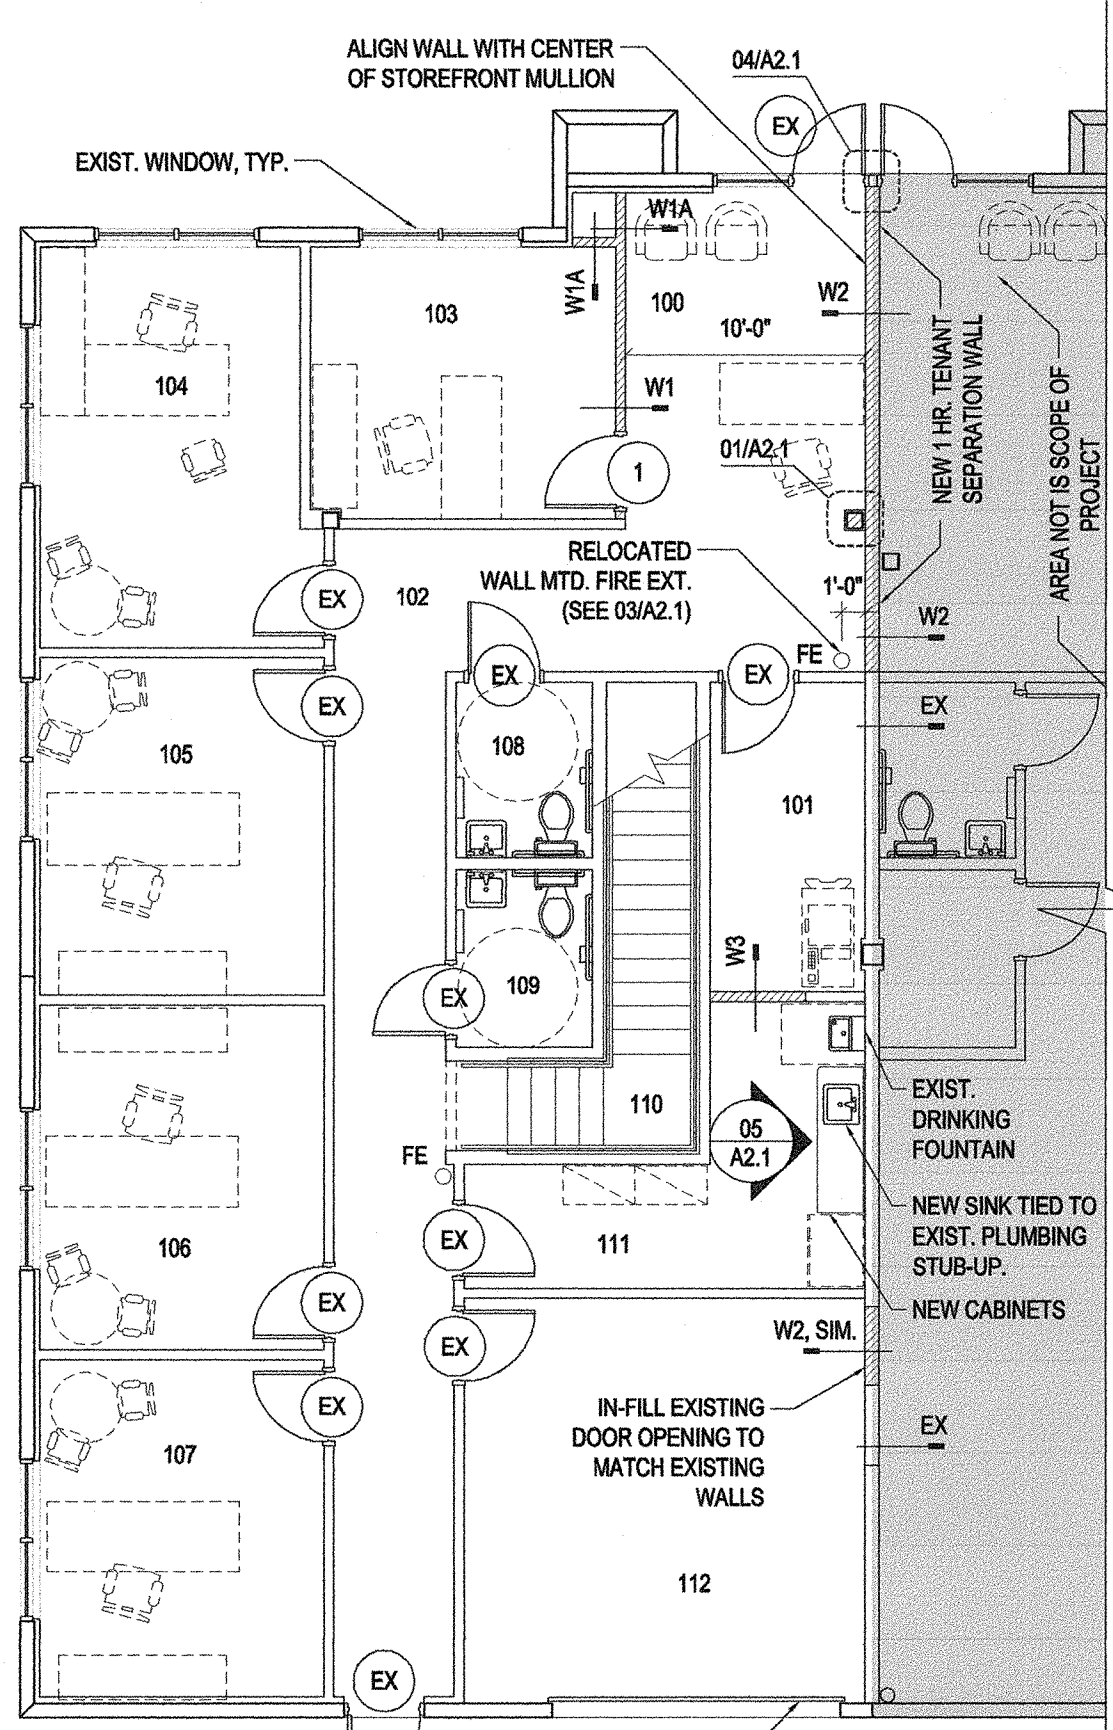 ALIGN WALL WITH CENTER
OF STOREFRONT MULLION
04/A2.1
EX
EXIST. WINDOW, TYP.
W1A
W1A
103
100
W2
10'-0"
104
W1
NEW 1 HR. TENANT
SEPARATION WALL
AREA NOT IS SCOPE OF
PROJECT
1
01/A2.1
RELOCATED
WALL MTD. FIRE EXT.
(SEE 03/A2.1)
1'-0"
EX
102
W2
FE
EX
EX
EX
EX
105
108
101
W3
109
EX
110
05
A2.1
EXIST.
DRINKING
FOUNTAIN
FE
NEW SINK TIED TO
EXIST. PLUMBING
STUB-UP.
106
EX
111
EX
NEW CABINETS
EX
W2, SIM.
EX
IN-FILL EXISTING
DOOR OPENING TO
MATCH EXISTING
WALLS
EX
107
112
EX